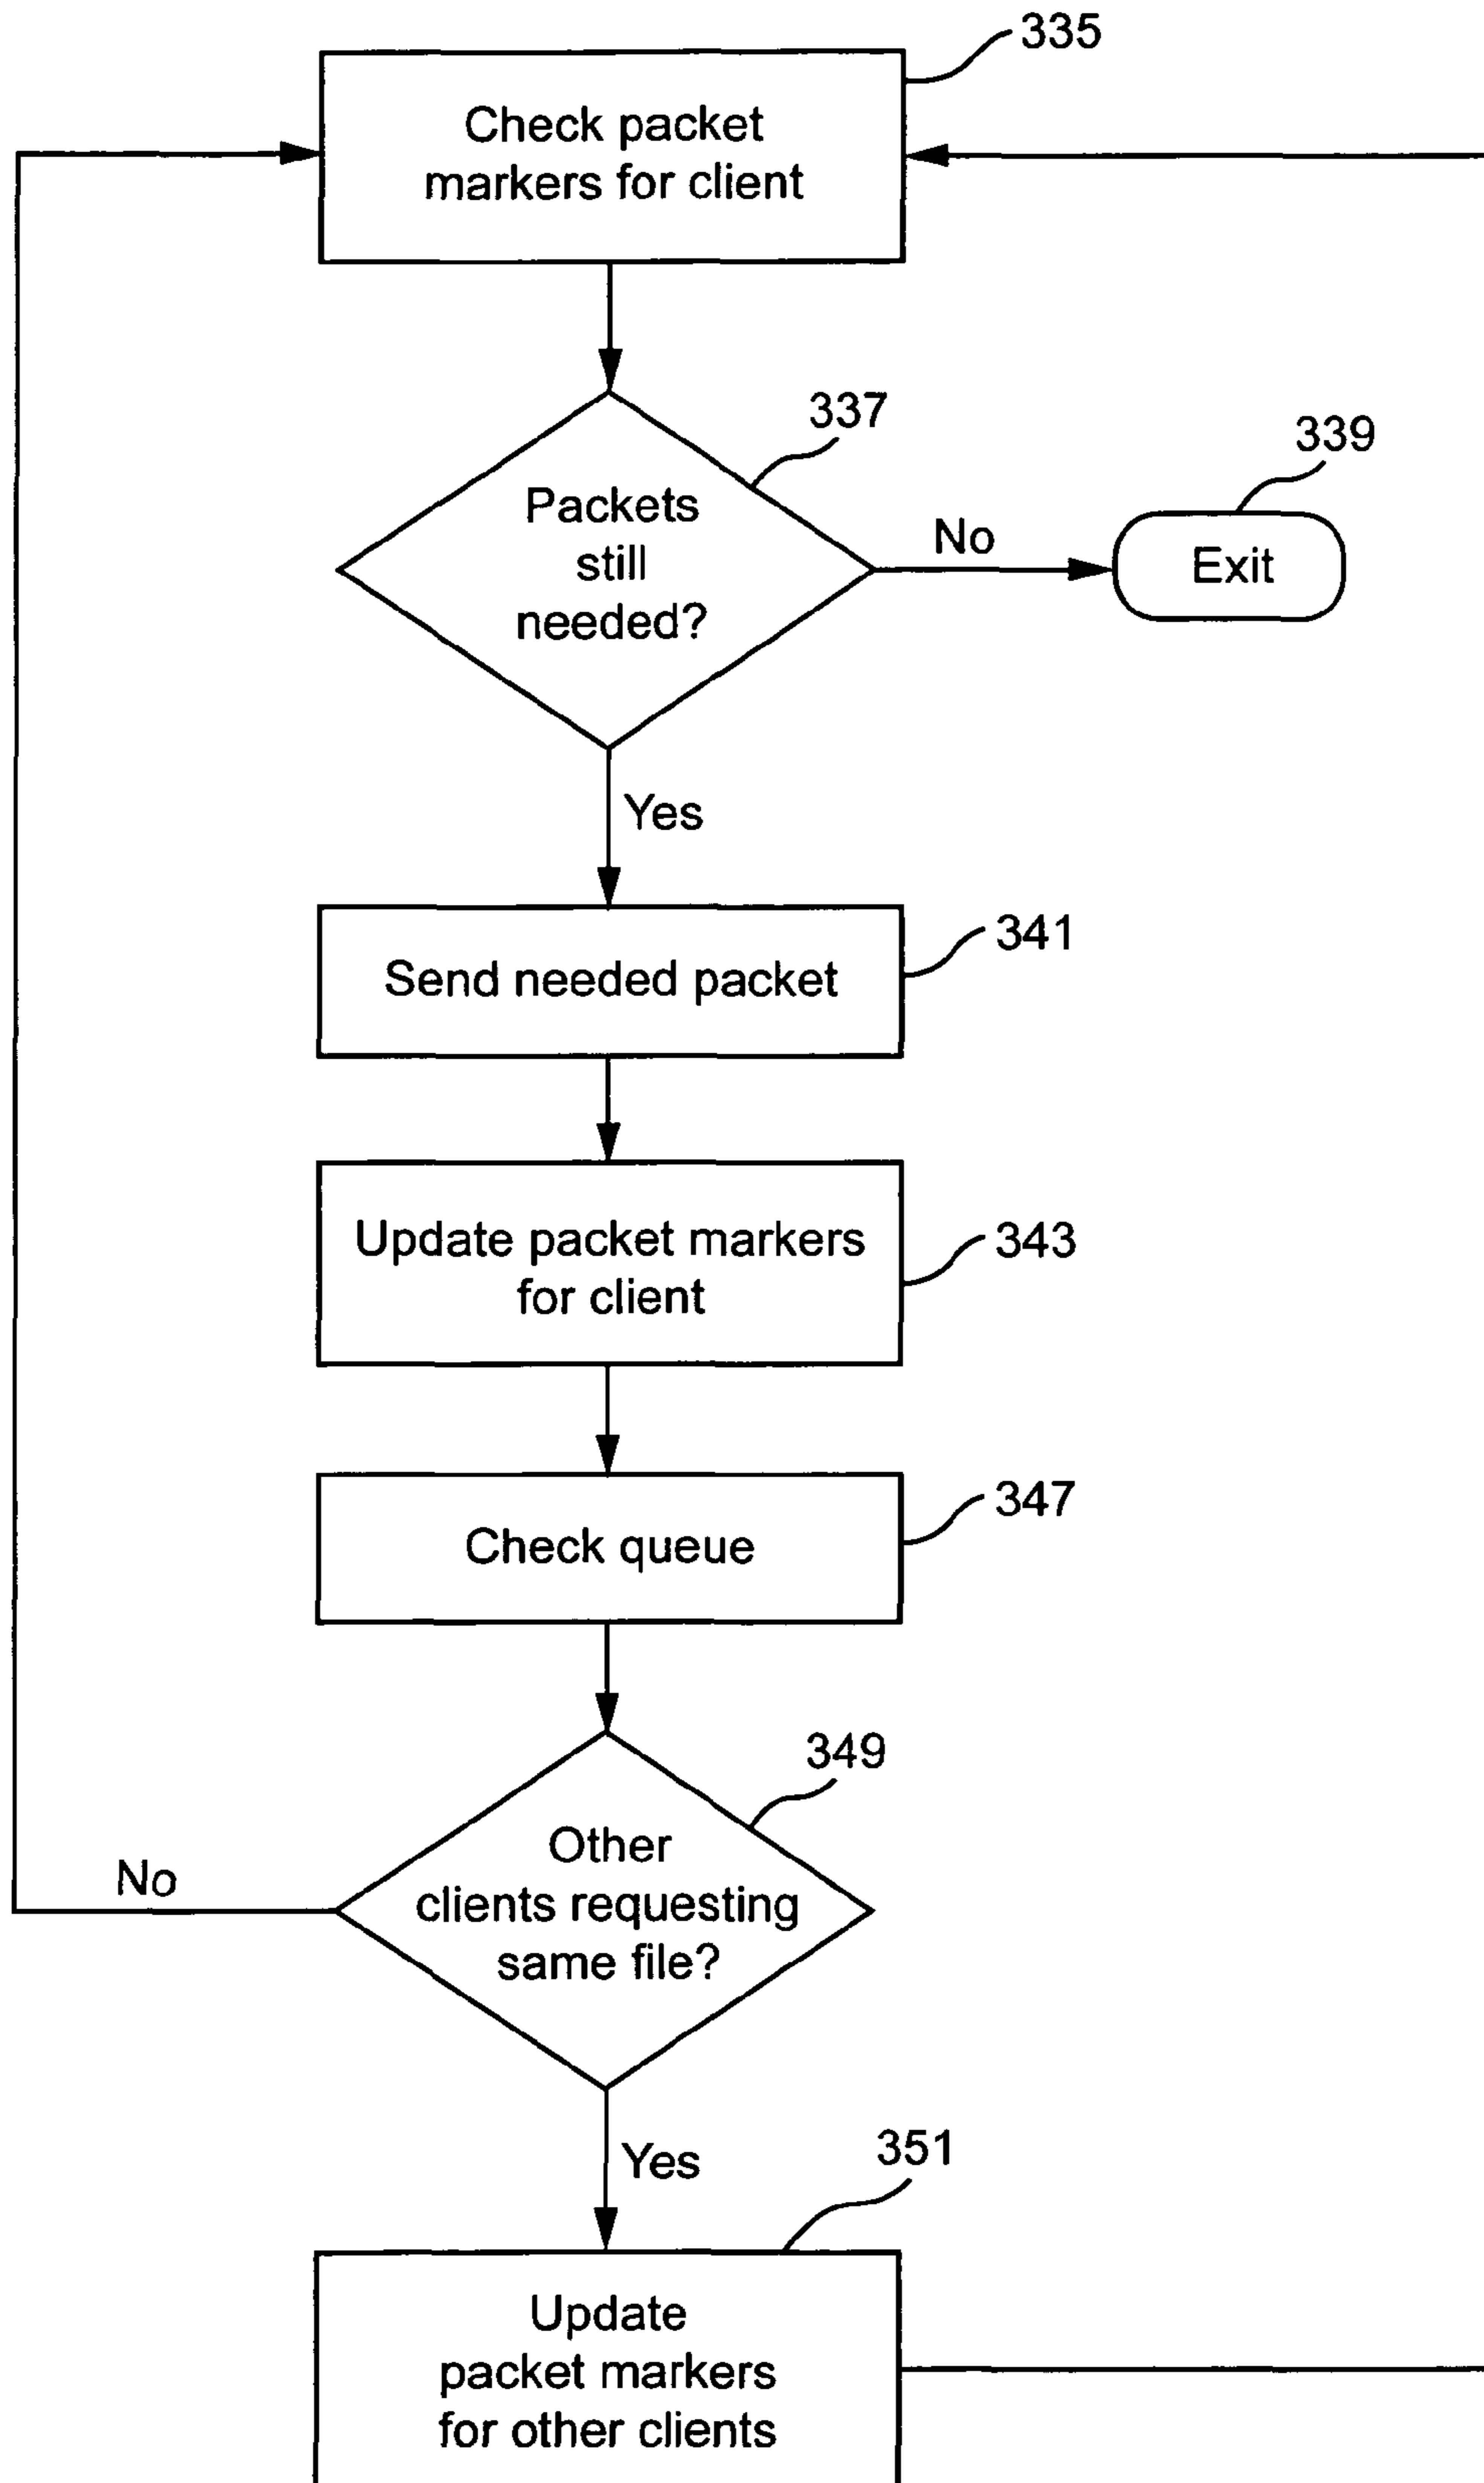 335
Check packet
markers for client
337
Packets
still
needed?
No
339
Exit
Yes
341
Send needed packet
343
Update packet markers
for client
347
Check queue
349
Other
clients requesting
same file?
No
Yes
351
Update
packet markers
for other clients